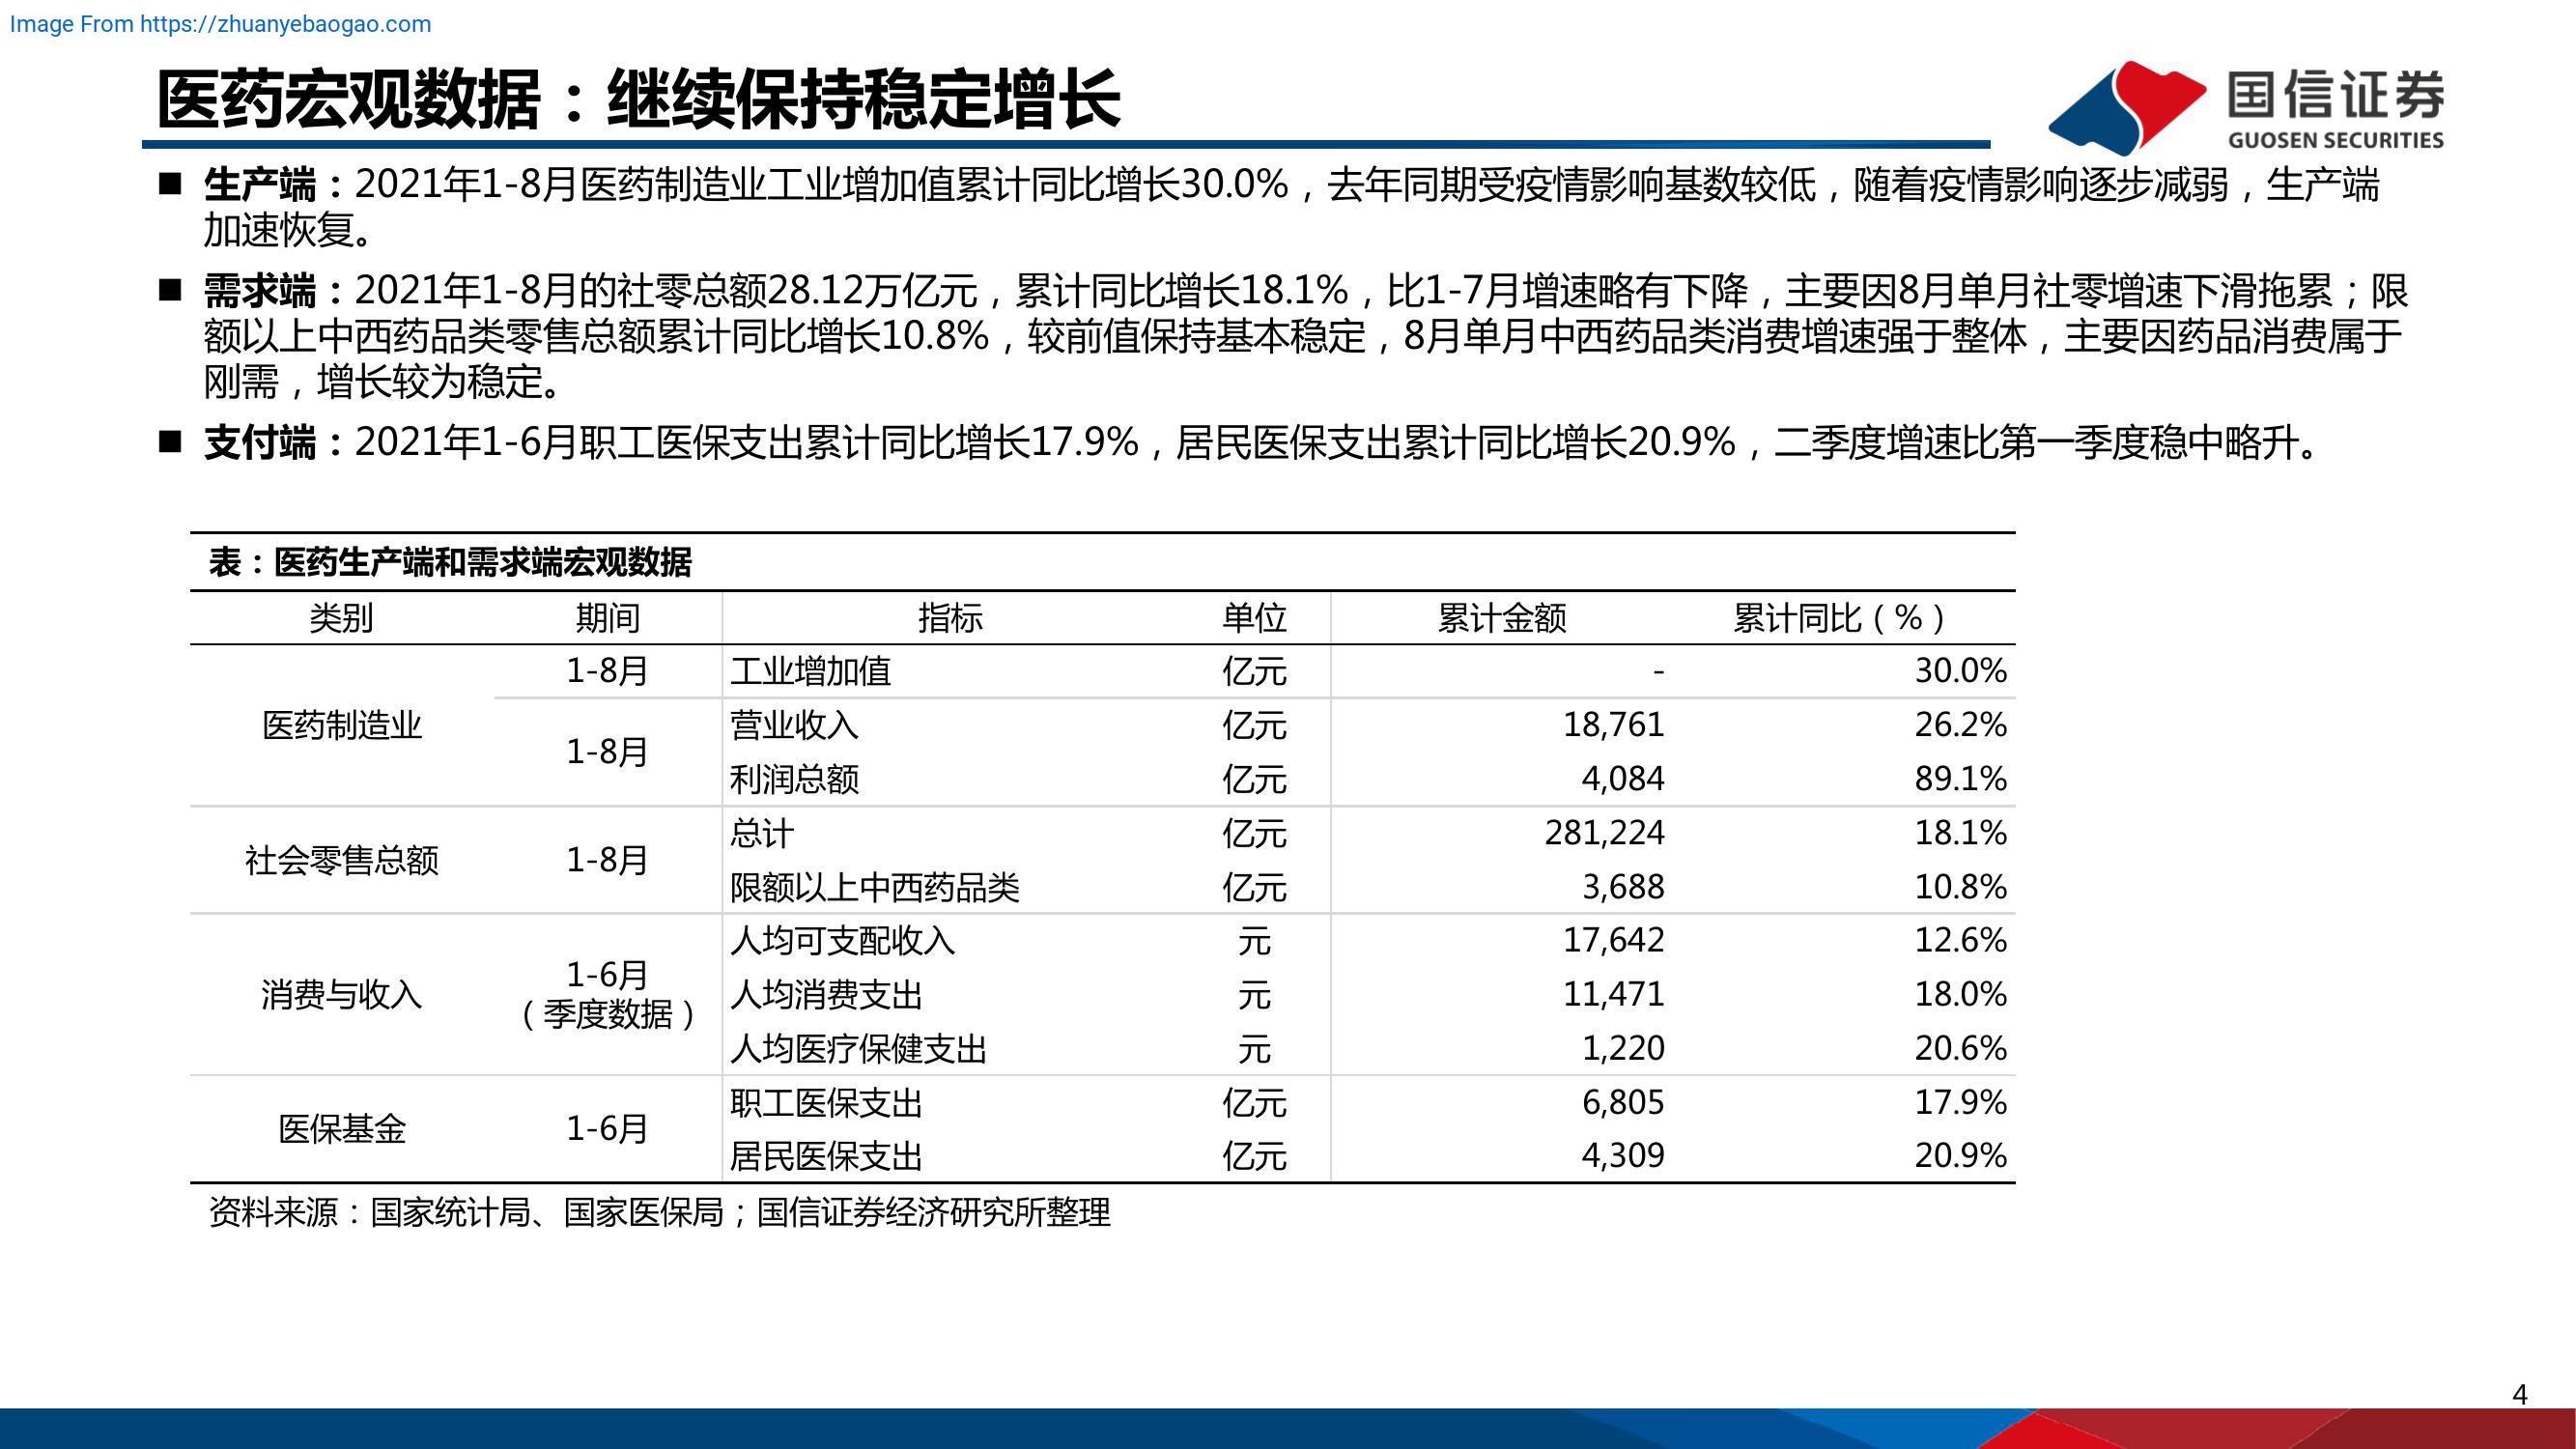 Image From https://zhuanyebaogao.com
医药宏观数据：继续保持稳定增长
国信证券
GUOSEN SECURITIES
■ 生产端：2021年1-8月医药制造业工业增加值累计同比增长30.0%，去年同期受疫情影响基数较低，随着疫情影响逐步减弱，生产端
加速恢复。
■ 需求端：2021年1-8月的社零总额28.12万亿元，累计同比增长18.1%，比1-7月增速略有下降，主要因8月单月社零增速下滑拖累；限
额以上中西药品类零售总额累计同比增长10.8%，较前值保持基本稳定，8月单月中西药品类消费增速强于整体，主要因药品消费属于
刚需，增长较为稳定。
■ 支付端：2021年1-6月职工医保支出累计同比增长17.9%，居民医保支出累计同比增长20.9%，二季度增速比第一季度稳中略升。
表：医药生产端和需求端宏观数据
类别 期间 指标 单位 累计金额 累计同比（%）
医药制造业 1-8月 工业增加值 亿元 - 30.0%
1-8月 营业收入 亿元 18,761 26.2%
利润总额 亿元 4,084 89.1%
社会零售总额 1-8月 总计 亿元 281,224 18.1%
限额以上中西药品类 亿元 3,688 10.8%
消费与收入 1-6月 人均可支配收入 元 17,642 12.6%
（季度数据） 人均消费支出 元 11,471 18.0%
人均医疗保健支出 元 1,220 20.6%
医保基金 1-6月 职工医保支出 亿元 6,805 17.9%
居民医保支出 亿元 4,309 20.9%
资料来源：国家统计局、国家医保局；国信证券经济研究所整理
4